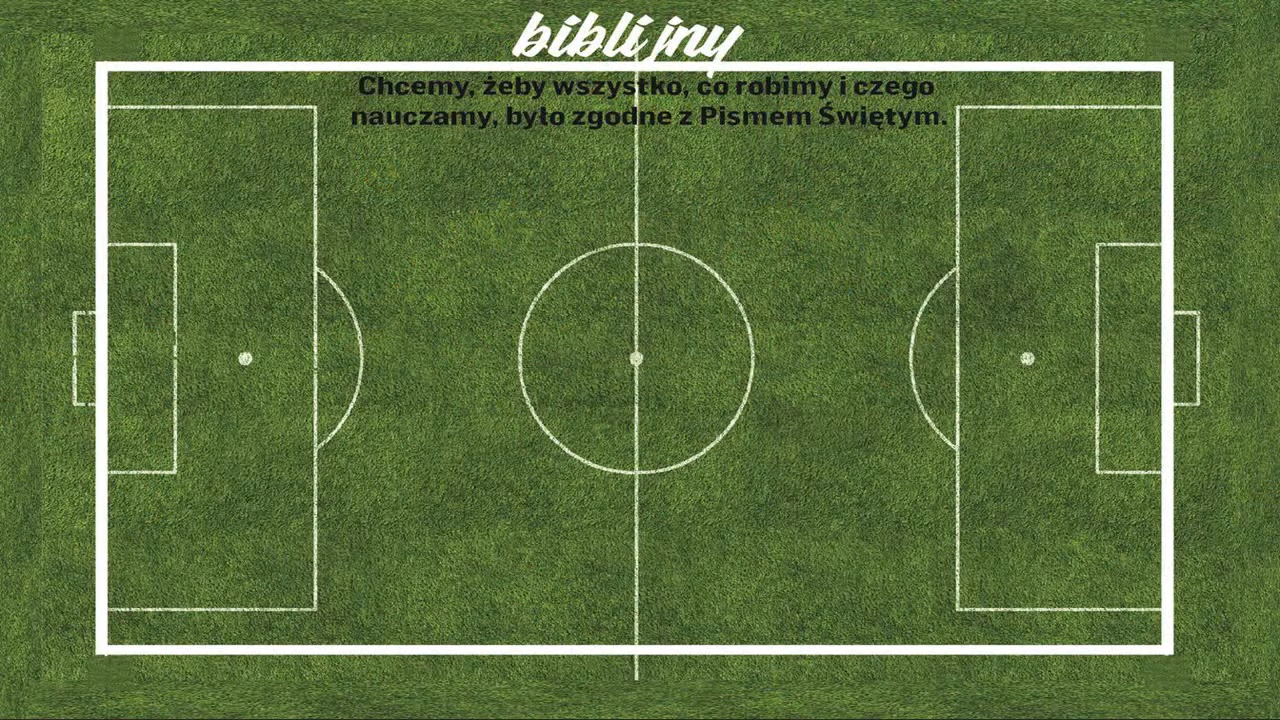 biblijny
Chcemy, żeby wszystko, co robimy i czego
nauczamy, było zgodne z Pismem Świętym.